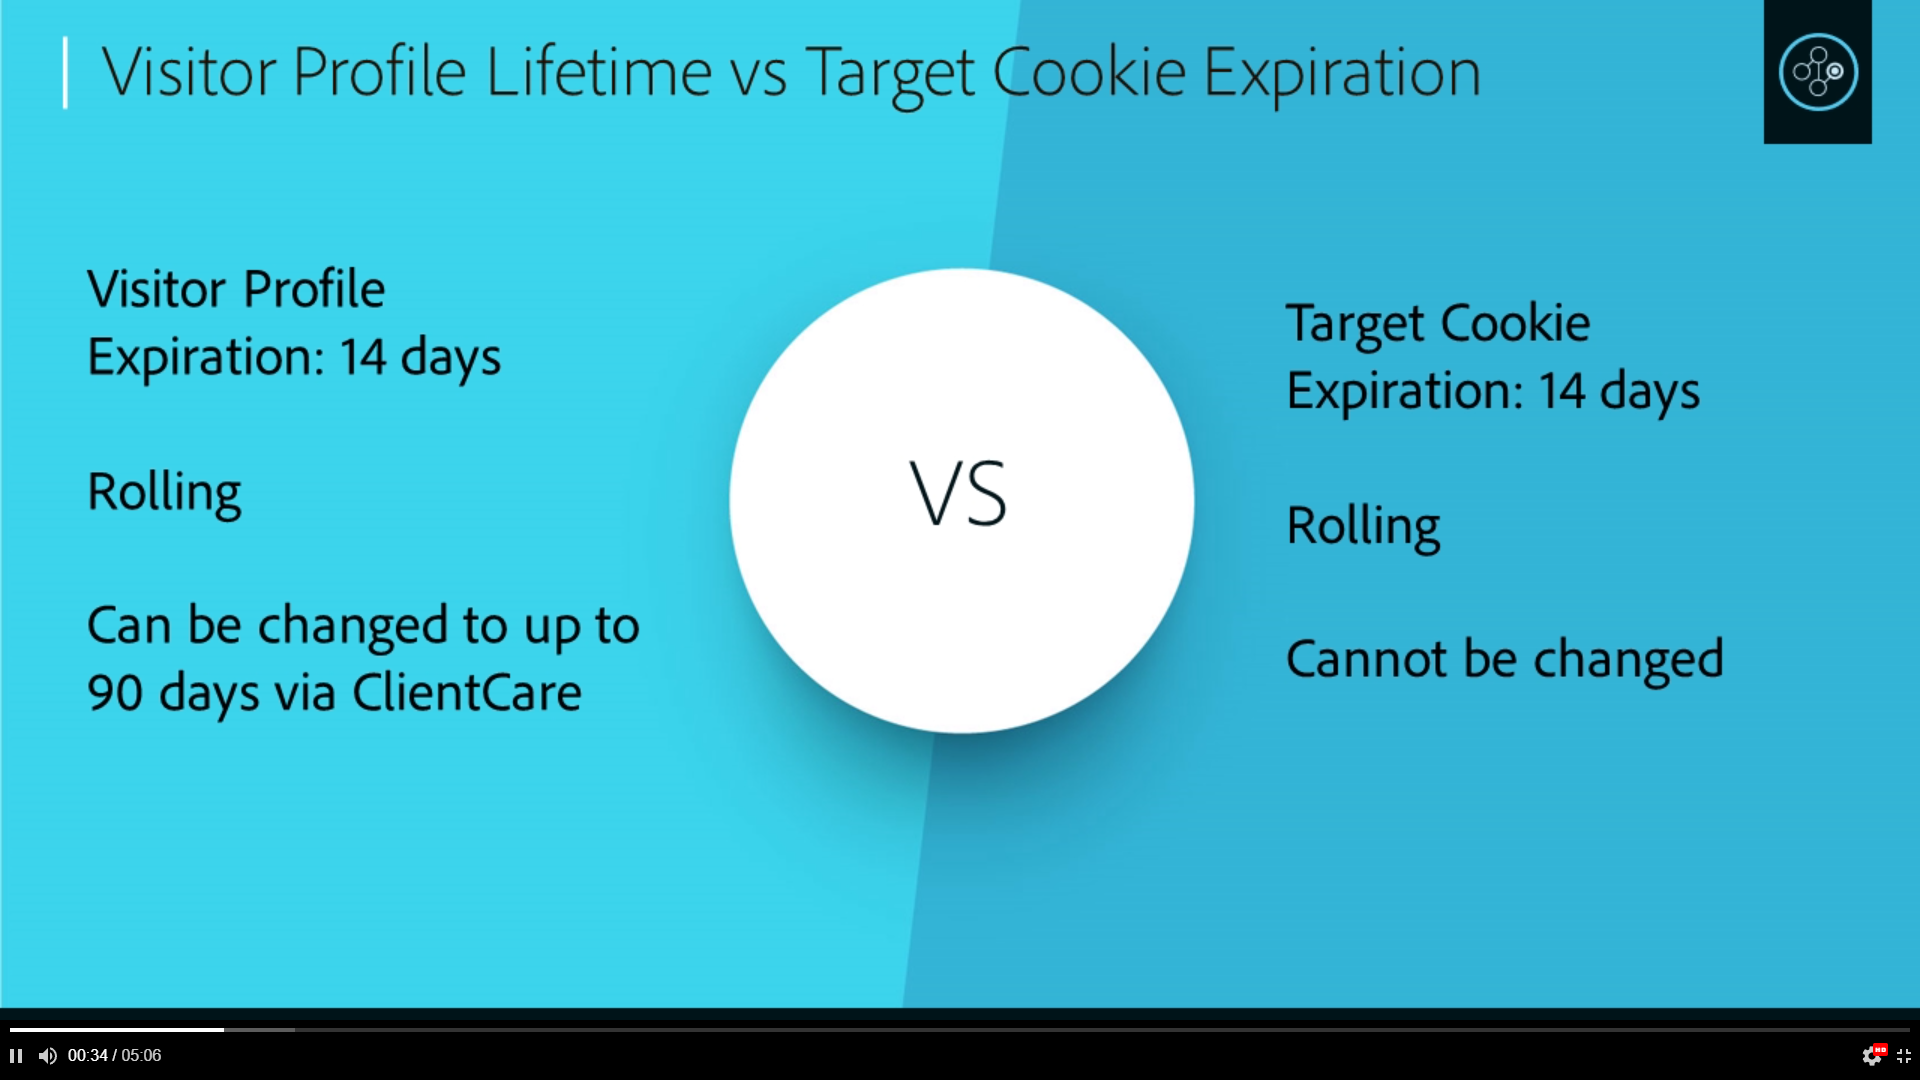 Visitor Profile Lifetime vs Target Cookie Expiration
Visitor Profile
Expiration: 14 days
Rolling
Can be changed to up to
90 days via ClientCare
VS
Target Cookie
Expiration: 14 days
Rolling
Cannot be changed
00:34 / 05:06
HD